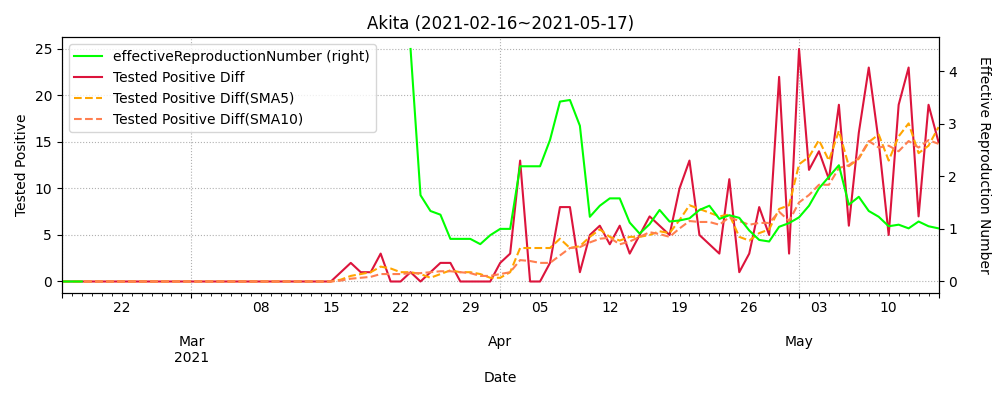 Akita (2021-02-16~2021-05-17)
effectiveReproductionNumber (right)
Tested Positive Diff
Tested Positive Diff(SMA5)
Tested Positive Diff(SMA10)
Tested Positive
25
20
15
10
5
0
Effective Reproduction Number
4
3
2
1
0
22
08
15
22
29
05
12
19
26
03
10
Mar
2021
Apr
May
Date